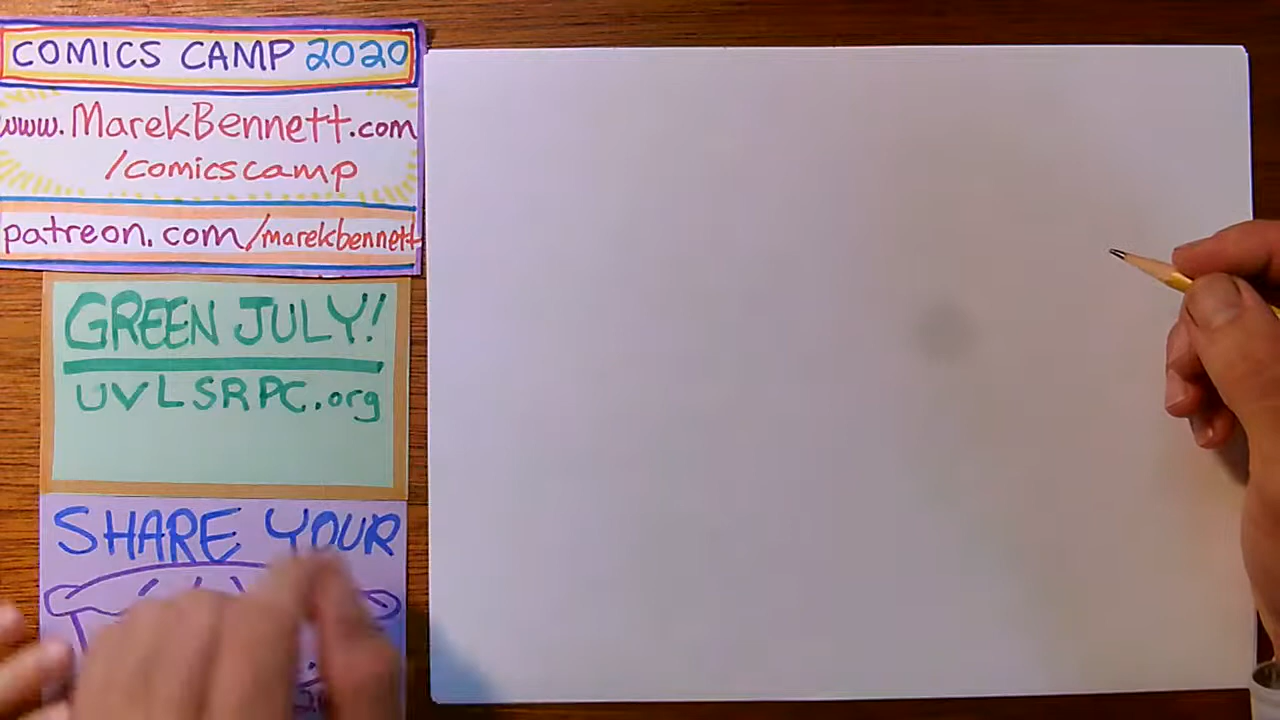 COMICS CAMP 2020
www.MarekBennett.com
/comicscamp
patreon.com/marekbennett
GREEN JULY!
UVLSRPC.org
SHARE YOUR